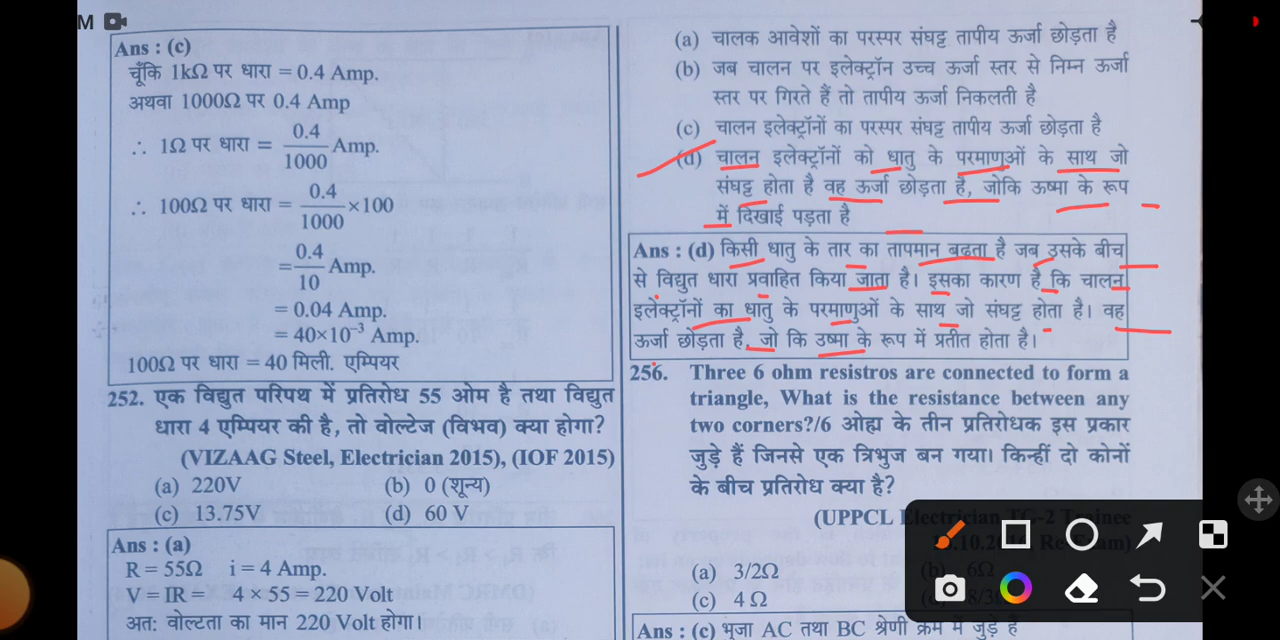 M
Ans : (c)
चूँकि 1kΩ पर धारा = 0.4 Amp.
अथवा 1000Ω पर 0.4 Amp
∴ 1Ω पर धारा = 0.4/1000 Amp.
∴ 100Ω पर धारा = 0.4/1000 ×100
= 0.4/10 Amp.
= 0.04 Amp.
= 40×10⁻³ Amp.
100Ω पर धारा = 40 मिली. एम्पियर
252. एक विद्युत परिपथ में प्रतिरोध 55 ओम है तथा विद्युत
धारा 4 एम्पियर की है, तो वोल्टेज (विभव) क्या होगा?
(VIZAAG Steel, Electrician 2015), (IOF 2015)
(a) 220V (b) 0 (शून्य)
(c) 13.75V (d) 60 V
Ans : (a)
R = 55Ω i = 4 Amp.
V = IR = 4 × 55 = 220 Volt
अत: वोल्टता का मान 220 Volt होगा।
(a) चालक आवेशों का परस्पर संघट्ट तापीय ऊर्जा छोड़ता है
(b) जब चालन पर इलेक्ट्रॉन उच्च ऊर्जा स्तर से निम्न ऊर्जा
स्तर पर गिरते हैं तो तापीय ऊर्जा निकलती है
(c) चालन इलेक्ट्रॉनों का परस्पर संघट्ट तापीय ऊर्जा छोड़ता है
(d) चालन इलेक्ट्रॉनों को धातु के परमाणुओं के साथ जो
संघट्ट होता है वह ऊर्जा छोड़ता है, जोकि ऊष्मा के रूप
में दिखाई पड़ता है
Ans : (d) किसी धातु के तार का तापमान बढ़ता है जब उसके बीच
से विद्युत धारा प्रवाहित किया जाता है। इसका कारण है कि चालन
इलेक्ट्रॉनों का धातु के परमाणुओं के साथ जो संघट्ट होता है। वह
ऊर्जा छोड़ता है, जो कि उष्मा के रूप में प्रतीत होता है।
256. Three 6 ohm resistros are connected to form a
triangle, What is the resistance between any
two corners?/6 ओह्म के तीन प्रतिरोधक इस प्रकार
जुड़े हैं जिनसे एक त्रिभुज बन गया। किन्हीं दो कोनों
के बीच प्रतिरोध क्या है?
(UPPCL Electrician TG-2 Trainee
(a) 3/2Ω (b) 6Ω
(c) 4 Ω
Ans : (c) भुजा AC तथा BC श्रेणी क्रम में जुड़े है